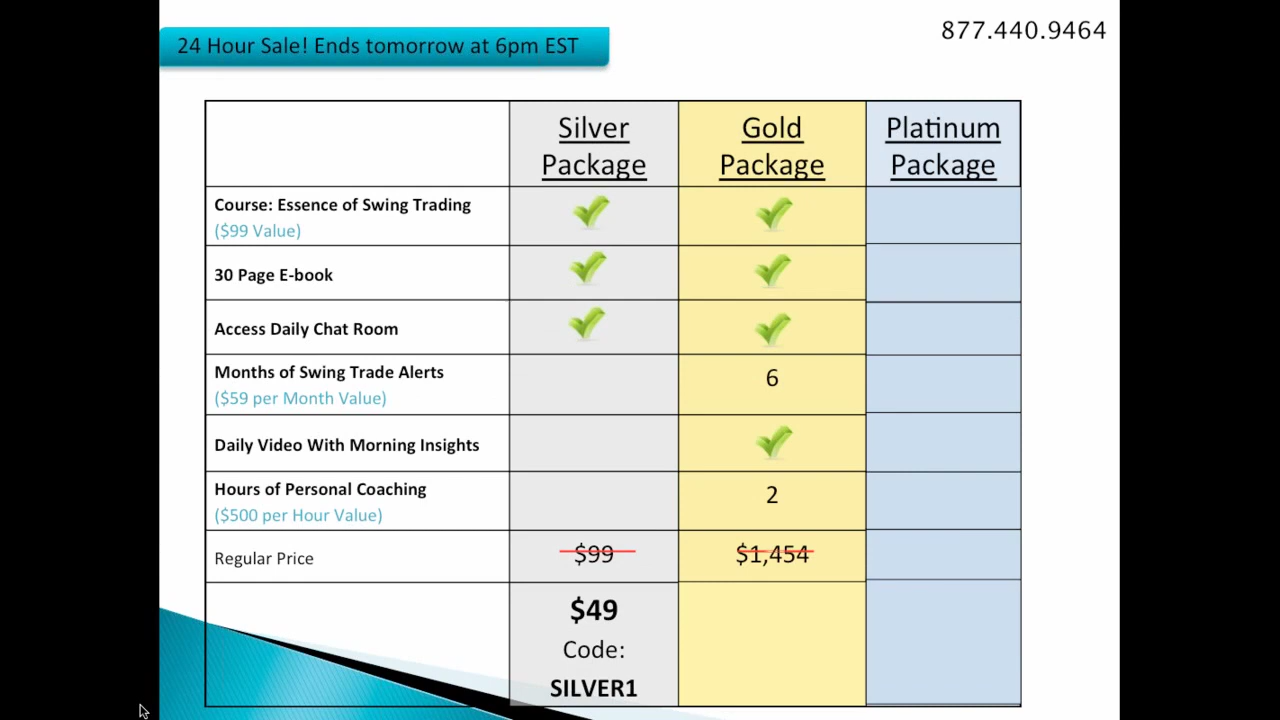 24 Hour Sale! Ends tomorrow at 6pm EST
877.440.9464
Silver Package
Gold Package
Platinum Package
Course: Essence of Swing Trading
($99 Value)
30 Page E-book
Access Daily Chat Room
Months of Swing Trade Alerts
($59 per Month Value)
6
Daily Video With Morning Insights
Hours of Personal Coaching
($500 per Hour Value)
2
Regular Price
$99
$1,454
$49
Code:
SILVER1